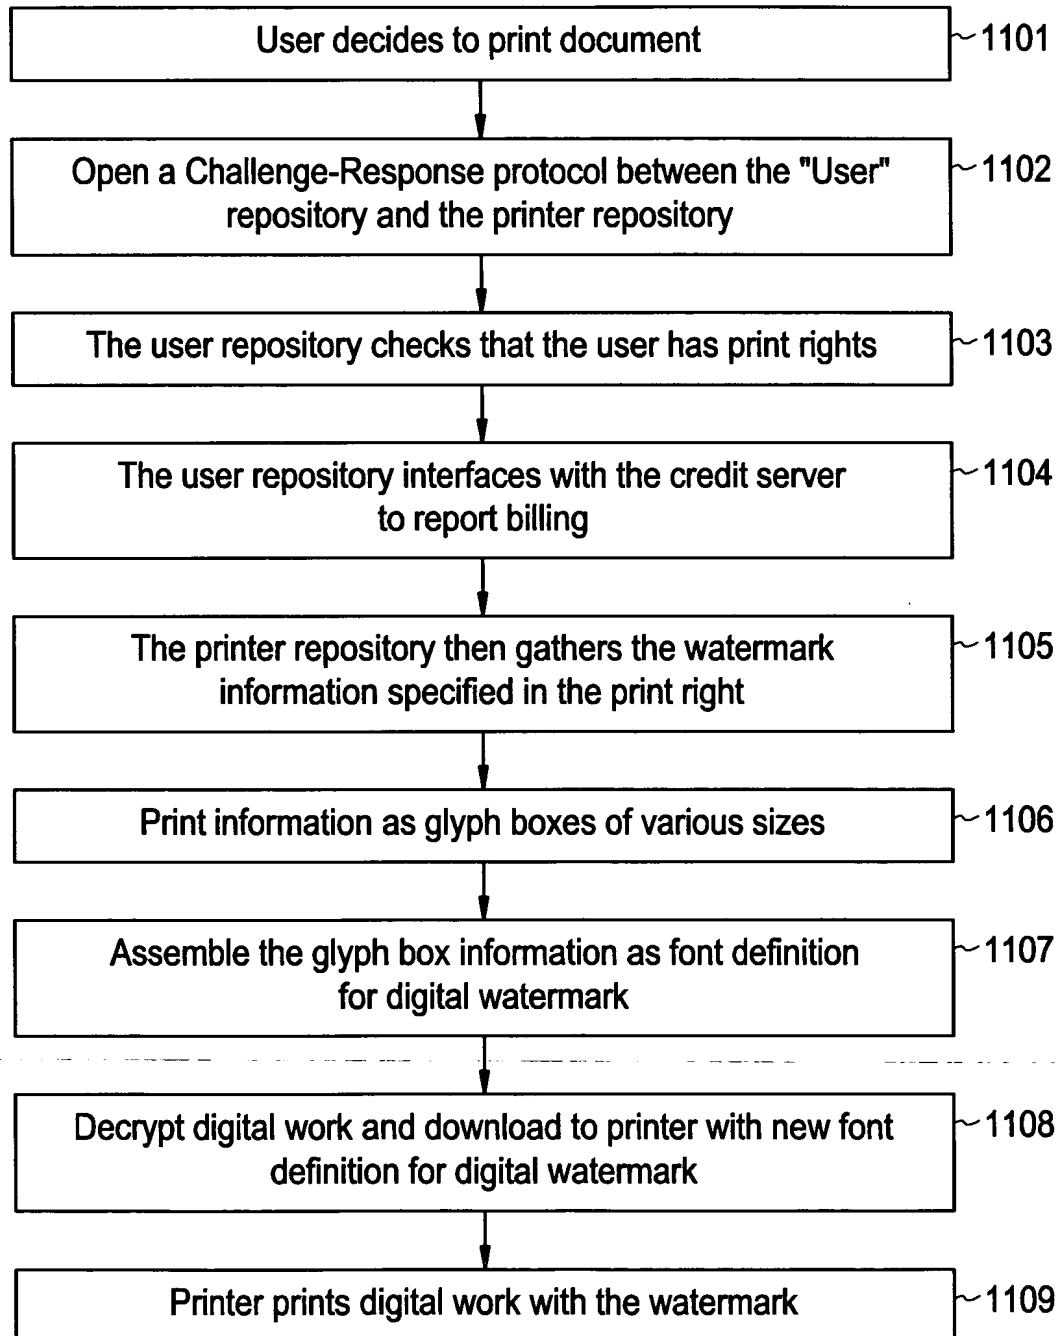 User decides to print document
1101
Open a Challenge-Response protocol between the "User"
repository and the printer repository
1102
The user repository checks that the user has print rights
1103
The user repository interfaces with the credit server
to report billing
1104
The printer repository then gathers the watermark
information specified in the print right
1105
Print information as glyph boxes of various sizes
1106
Assemble the glyph box information as font definition
for digital watermark
1107
Decrypt digital work and download to printer with new font
definition for digital watermark
1108
Printer prints digital work with the watermark
1109